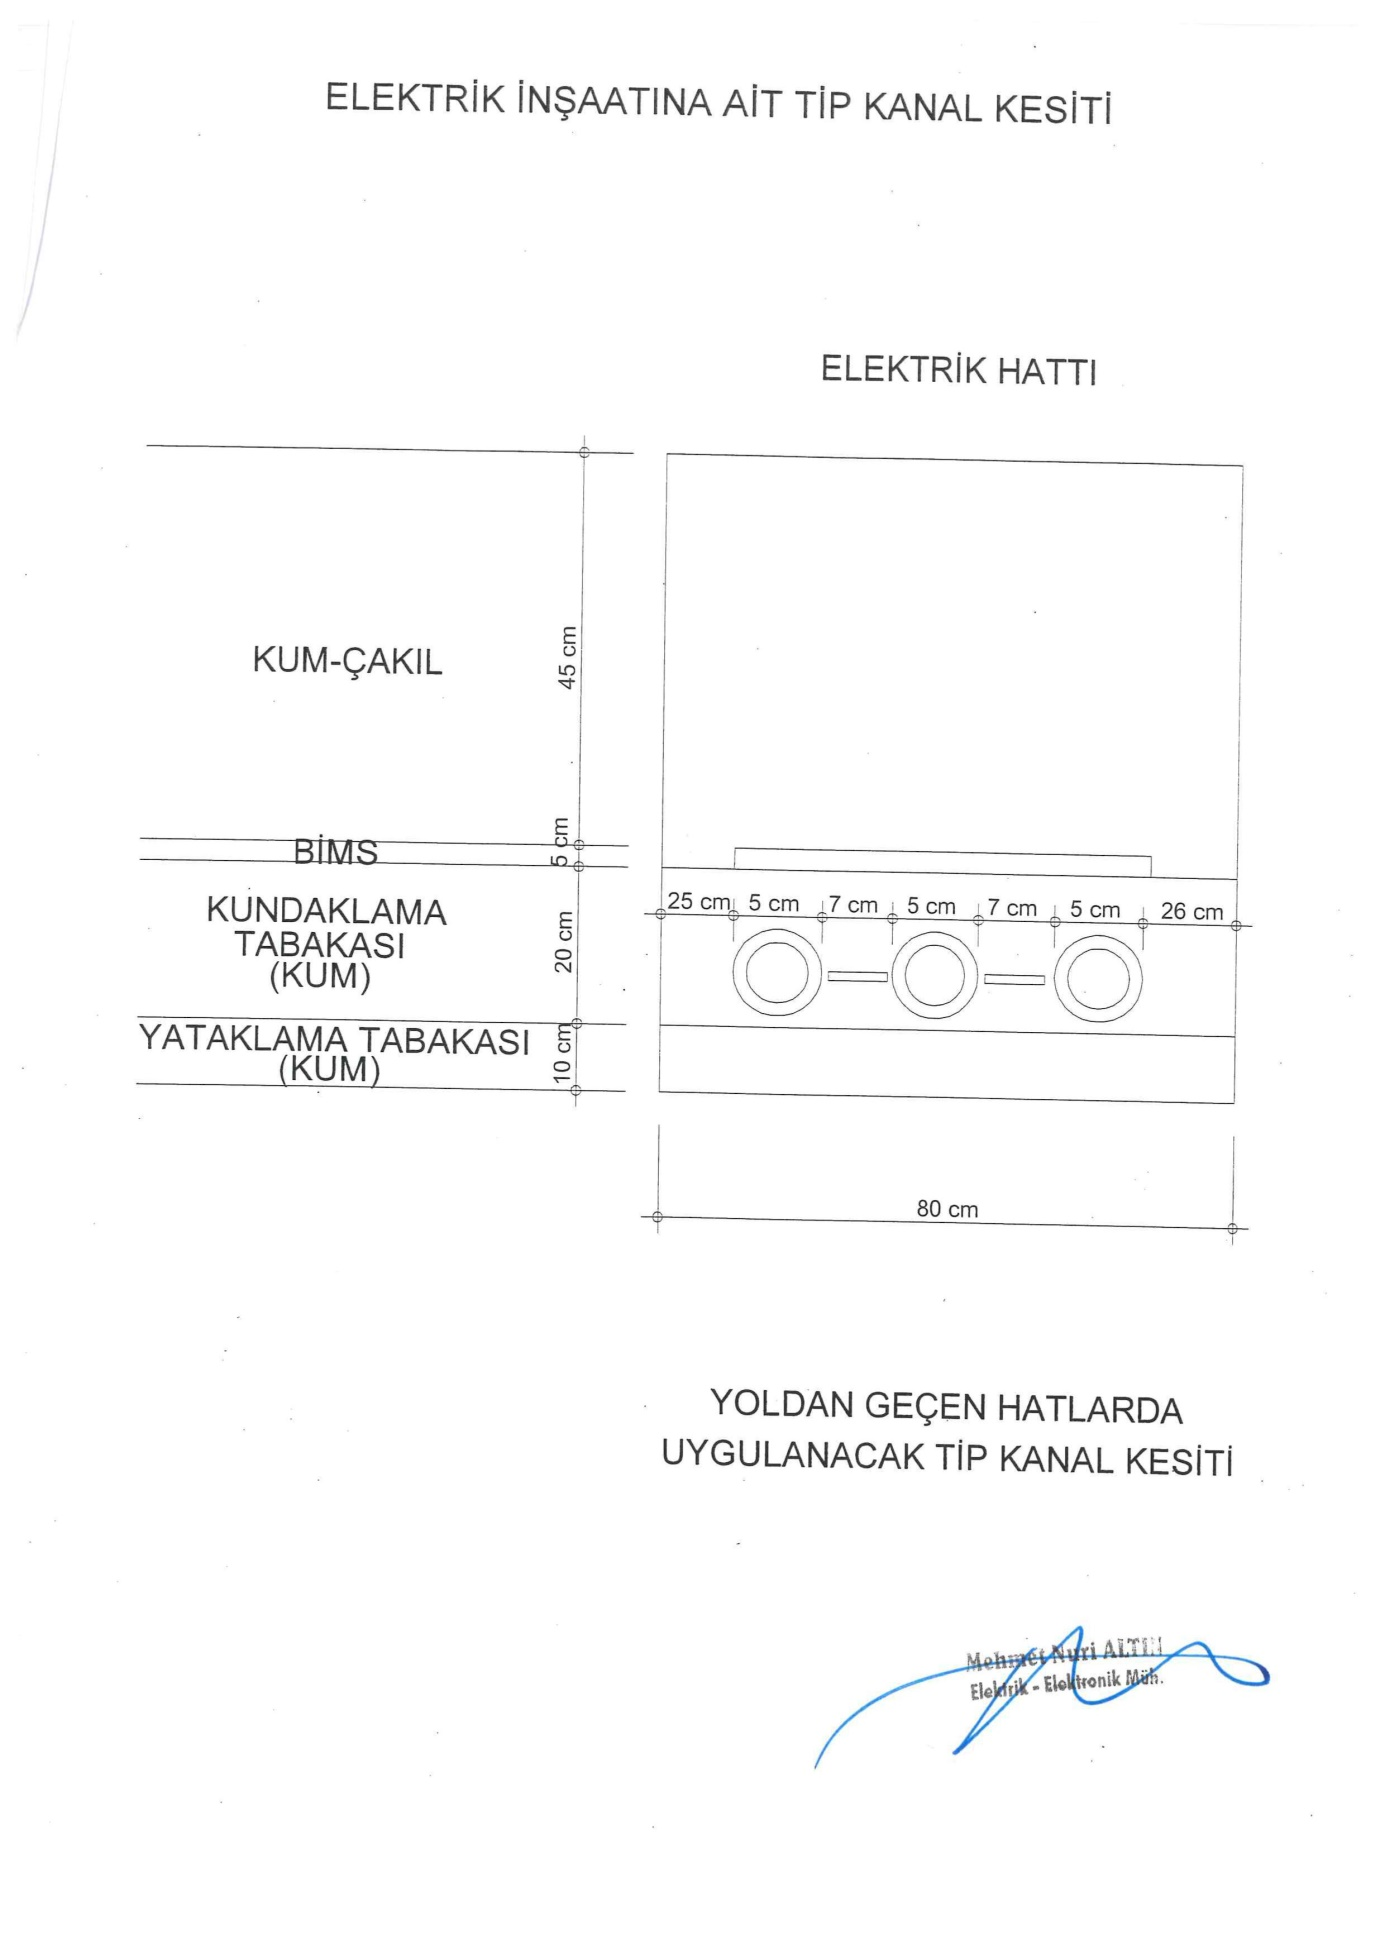 ELEKTRİK İNŞAATINA AİT TİP KANAL KESİTİ
ELEKTRİK HATTI
KUM-ÇAKIL
45 cm
BİMS
5 cm
KUNDAKLAMA
TABAKASI
(KUM)
20 cm
25 cm 5 cm 7 cm 5 cm 7 cm 5 cm 26 cm
YATAKLAMA TABAKASI
(KUM)
10 cm
80 cm
YOLDAN GEÇEN HATLARDA
UYGULANACAK TİP KANAL KESİTİ
Mehmet Nuri
Elektrik - Elektronik Müh.